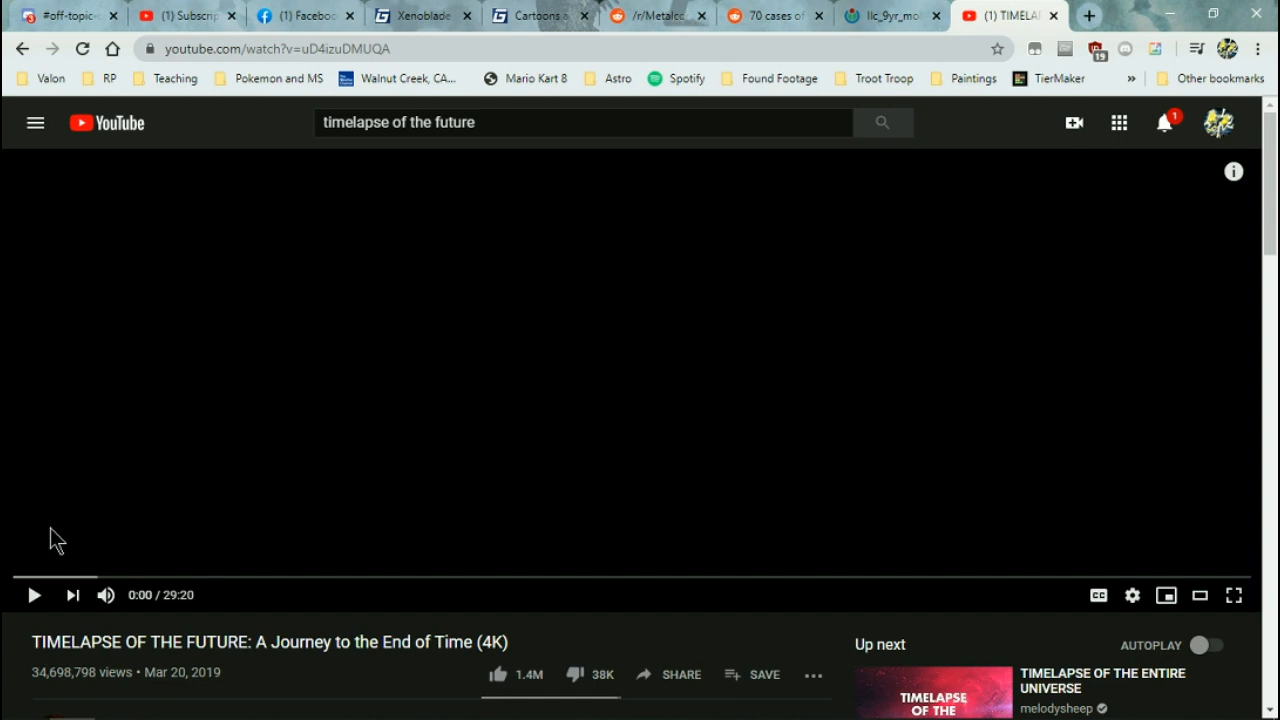 #off-topic (1) Subscrip (1) Faceboo Xenoblade Cartoons a /r/Metalco 70 cases of llc_9yr_mo (1) TIMELA
youtube.com/watch?v=uD4izuDMUQA 19
Valon RP Teaching Pokemon and MS Walnut Creek, CA... Mario Kart 8 Astro Spotify Found Footage Troot Troop Paintings TierMaker » Other bookmarks
YouTube timelapse of the future 1
0:00 / 29:20 CC
TIMELAPSE OF THE FUTURE: A Journey to the End of Time (4K)
34,698,798 views • Mar 20, 2019 1.4M 38K SHARE SAVE
Up next AUTOPLAY
TIMELAPSE OF THE
TIMELAPSE OF THE ENTIRE UNIVERSE
melodysheep